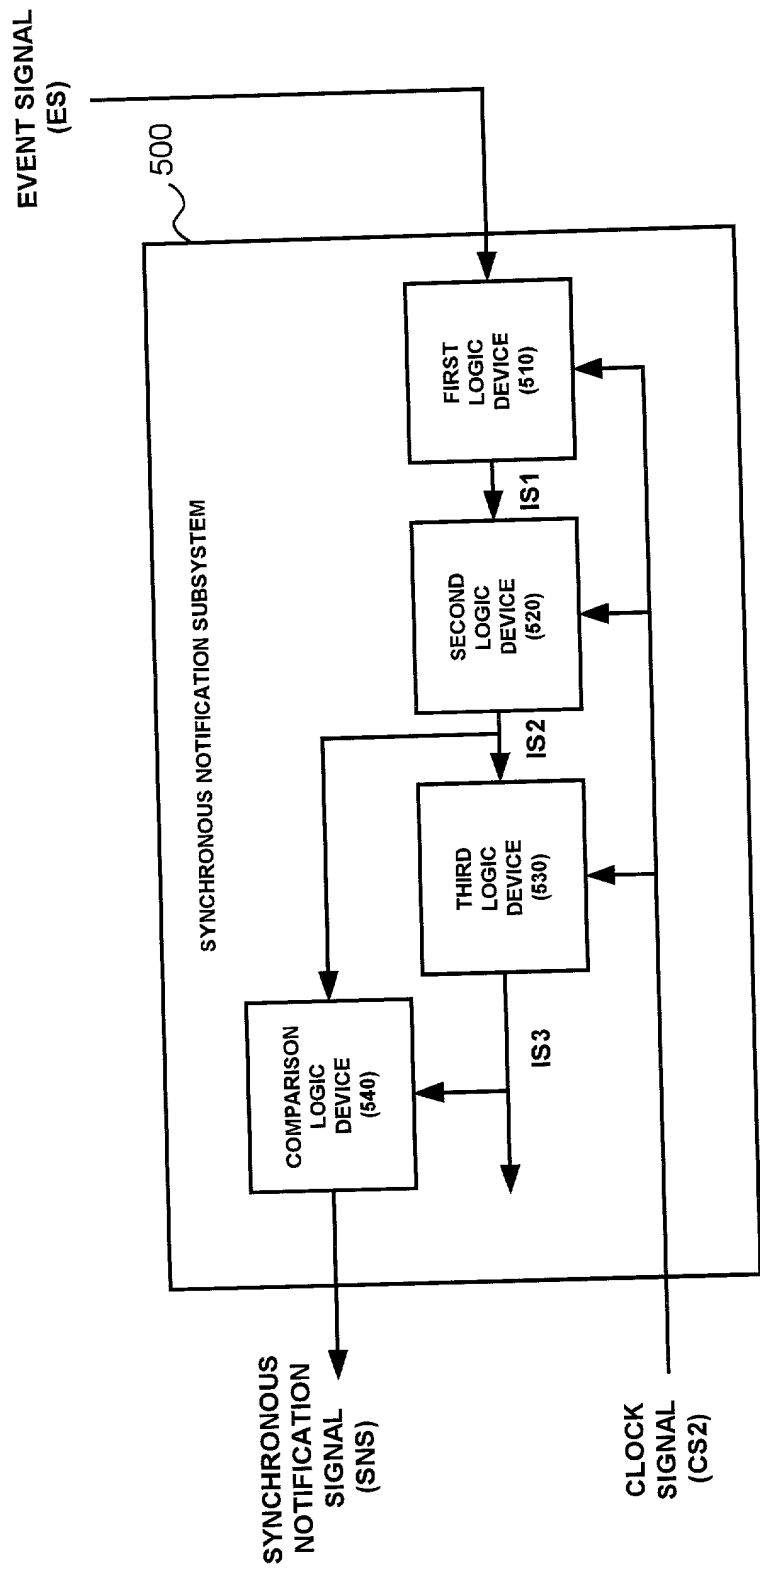 EVENT SIGNAL
(ES)
500
SYNCHRONOUS NOTIFICATION SUBSYSTEM
FIRST
LOGIC
DEVICE
(510)
IS1
SECOND
LOGIC
DEVICE
(520)
IS2
THIRD
LOGIC
DEVICE
(530)
IS3
COMPARISON
LOGIC
DEVICE
(540)
SYNCHRONOUS
NOTIFICATION
SIGNAL
(SNS)
CLOCK
SIGNAL
(CS2)